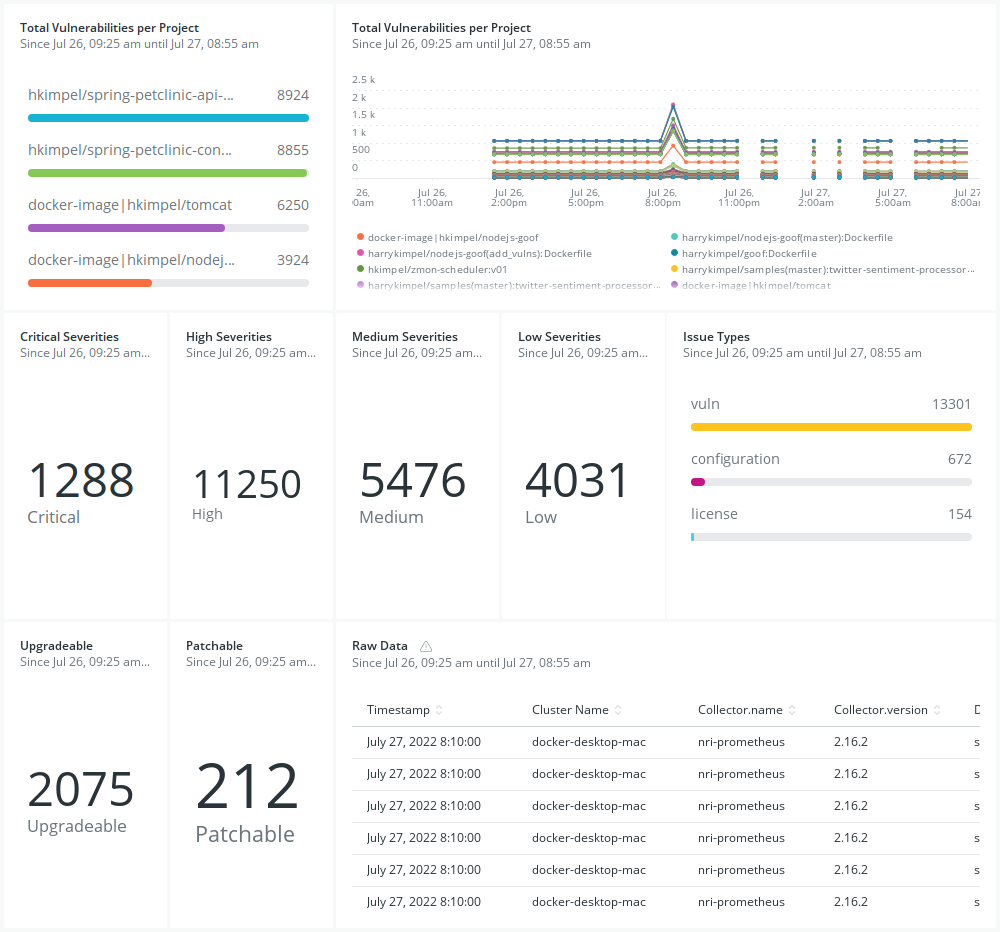 Total Vulnerabilities per Project
Since Jul 26, 09:25 am until Jul 27, 08:55 am
hkimpel/spring-petclinic-api-... 8924
hkimpel/spring-petclinic-con... 8855
docker-image|hkimpel/tomcat 6250
docker-image|hkimpel/nodej... 3924
Total Vulnerabilities per Project
Since Jul 26, 09:25 am until Jul 27, 08:55 am
2.5 k
2 k
1.5 k
1 k
500
0
26, Jul 26, Jul 26, Jul 26, Jul 26, Jul 26, Jul 27, Jul 27, Jul 27
00am 11:00am 2:00pm 5:00pm 8:00pm 11:00pm 2:00am 5:00am 8:00a
docker-image|hkimpel/nodejs-goof harrykimpel/nodejs-goof(master):Dockerfile
harrykimpel/nodejs-goof(add_vulns):Dockerfile harrykimpel/goof:Dockerfile
hkimpel/zmon-scheduler:v01 harrykimpel/samples(master):twitter-sentiment-processor...
harrykimpel/samples(master):twitter-sentiment-processor... docker-image|hkimpel/tomcat
Critical Severities
Since Jul 26, 09:25 am...
1288
Critical
High Severities
Since Jul 26, 09:25 am...
11250
High
Medium Severities
Since Jul 26, 09:25 am...
5476
Medium
Low Severities
Since Jul 26, 09:25 am...
4031
Low
Issue Types
Since Jul 26, 09:25 am until Jul 27, 08:55 am
vuln 13301
configuration 672
license 154
Upgradeable
Since Jul 26, 09:25 am...
2075
Upgradeable
Patchable
Since Jul 26, 09:25 am...
212
Patchable
Raw Data
Since Jul 26, 09:25 am until Jul 27, 08:55 am
Timestamp Cluster Name Collector.name Collector.version D
July 27, 2022 8:10:00 docker-desktop-mac nri-prometheus 2.16.2 s
July 27, 2022 8:10:00 docker-desktop-mac nri-prometheus 2.16.2 s
July 27, 2022 8:10:00 docker-desktop-mac nri-prometheus 2.16.2 s
July 27, 2022 8:10:00 docker-desktop-mac nri-prometheus 2.16.2 s
July 27, 2022 8:10:00 docker-desktop-mac nri-prometheus 2.16.2 s
July 27, 2022 8:10:00 docker-desktop-mac nri-prometheus 2.16.2 s